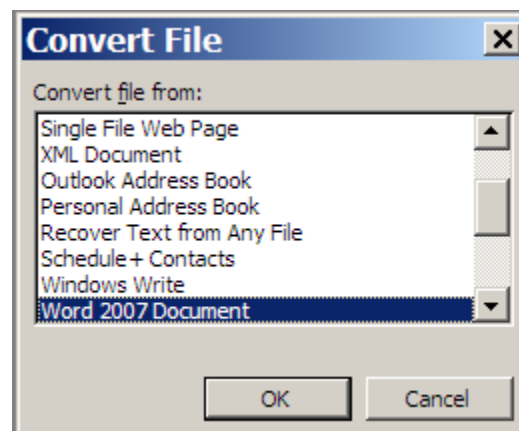 Convert File
Convert file from:
Single File Web Page
XML Document
Outlook Address Book
Personal Address Book
Recover Text from Any File
Schedule+ Contacts
Windows Write
Word 2007 Document
OK
Cancel